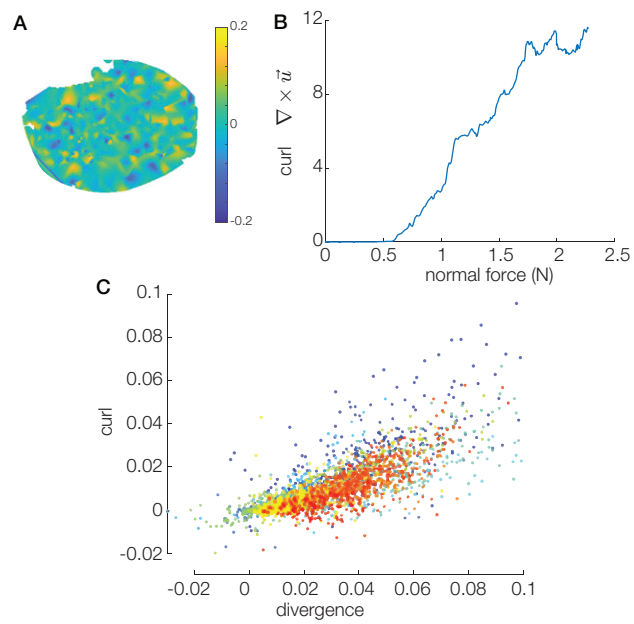 A
0.2
0
-0.2
B
12
8
4
0
curl ∇ × u⃗
0 0.5 1 1.5 2 2.5
normal force (N)
C
0.1
0.08
0.06
0.04
0.02
0
-0.02
curl
-0.02 0 0.02 0.04 0.06 0.08 0.1
divergence